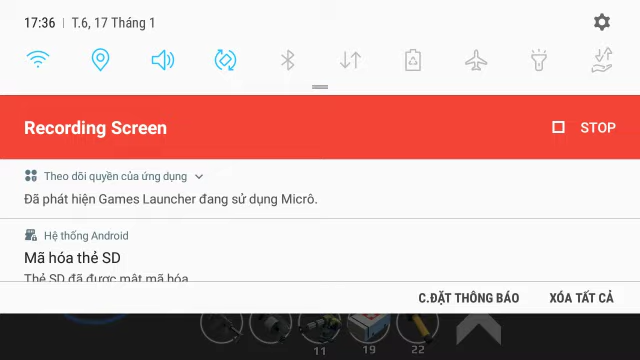 17:36 | T.6, 17 Tháng 1
Recording Screen
STOP
Theo dõi quyền của ứng dụng
Đã phát hiện Games Launcher đang sử dụng Micrô.
Hệ thống Android
Mã hóa thẻ SD
Thẻ SD đã được mật mã hóa
C.ĐẶT THÔNG BÁO
XÓA TẤT CẢ
11
19
22